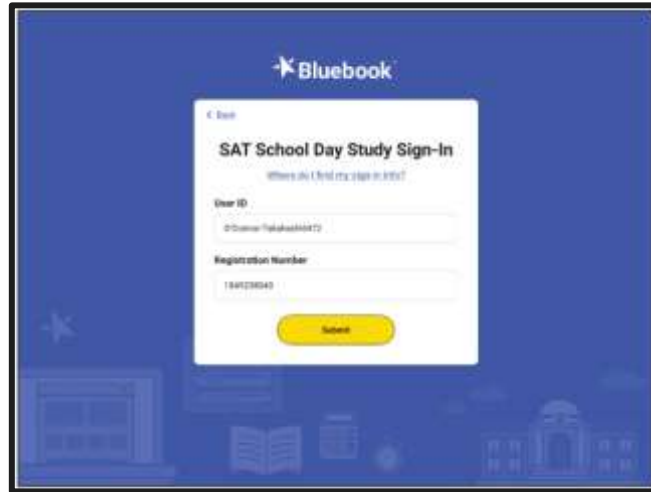 Bluebook
< Back
SAT School Day Study Sign-In
Where do I find my sign in info?
User ID
Registration Number
Submit